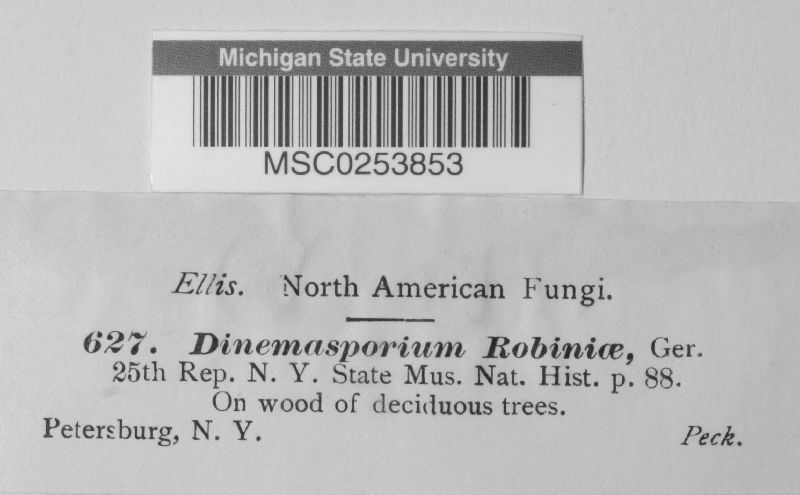 Michigan State University
MSC0253853
Ellis. North American Fungi.
627. Dinemasporium Robiniæ, Ger.
25th Rep. N. Y. State Mus. Nat. Hist. p. 88.
On wood of deciduous trees.
Petersburg, N. Y. Peck.